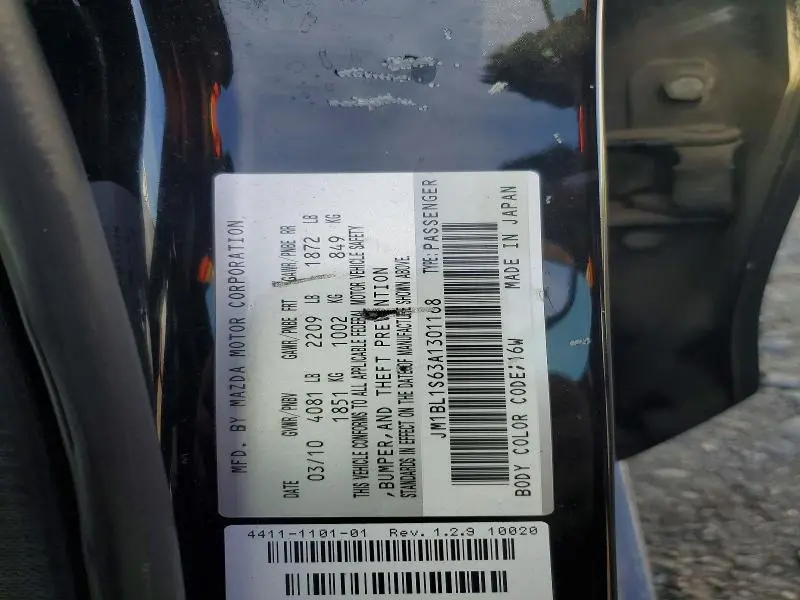 MFD. BY MAZDA MOTOR CORPORATION
DATE GVWR/PNBV GAWR/PNBE FRT GAWR/PNBE RR
03/10 4081 LB 2209 LB 1872 LB
1851 KG 1002 KG 849 KG
THIS VEHICLE CONFORMS TO ALL APPLICABLE FEDERAL MOTOR VEHICLE SAFETY
,BUMPER,AND THEFT PREVENTION
STANDARDS IN EFFECT ON THE DATE OF MANUFACTURE SHOWN ABOVE.
JM1BL1S63A1301168 TYPE:PASSENGER
BODY COLOR CODE:16W MADE IN JAPAN
4411-1101-01 Rev. 1.2.9 10020